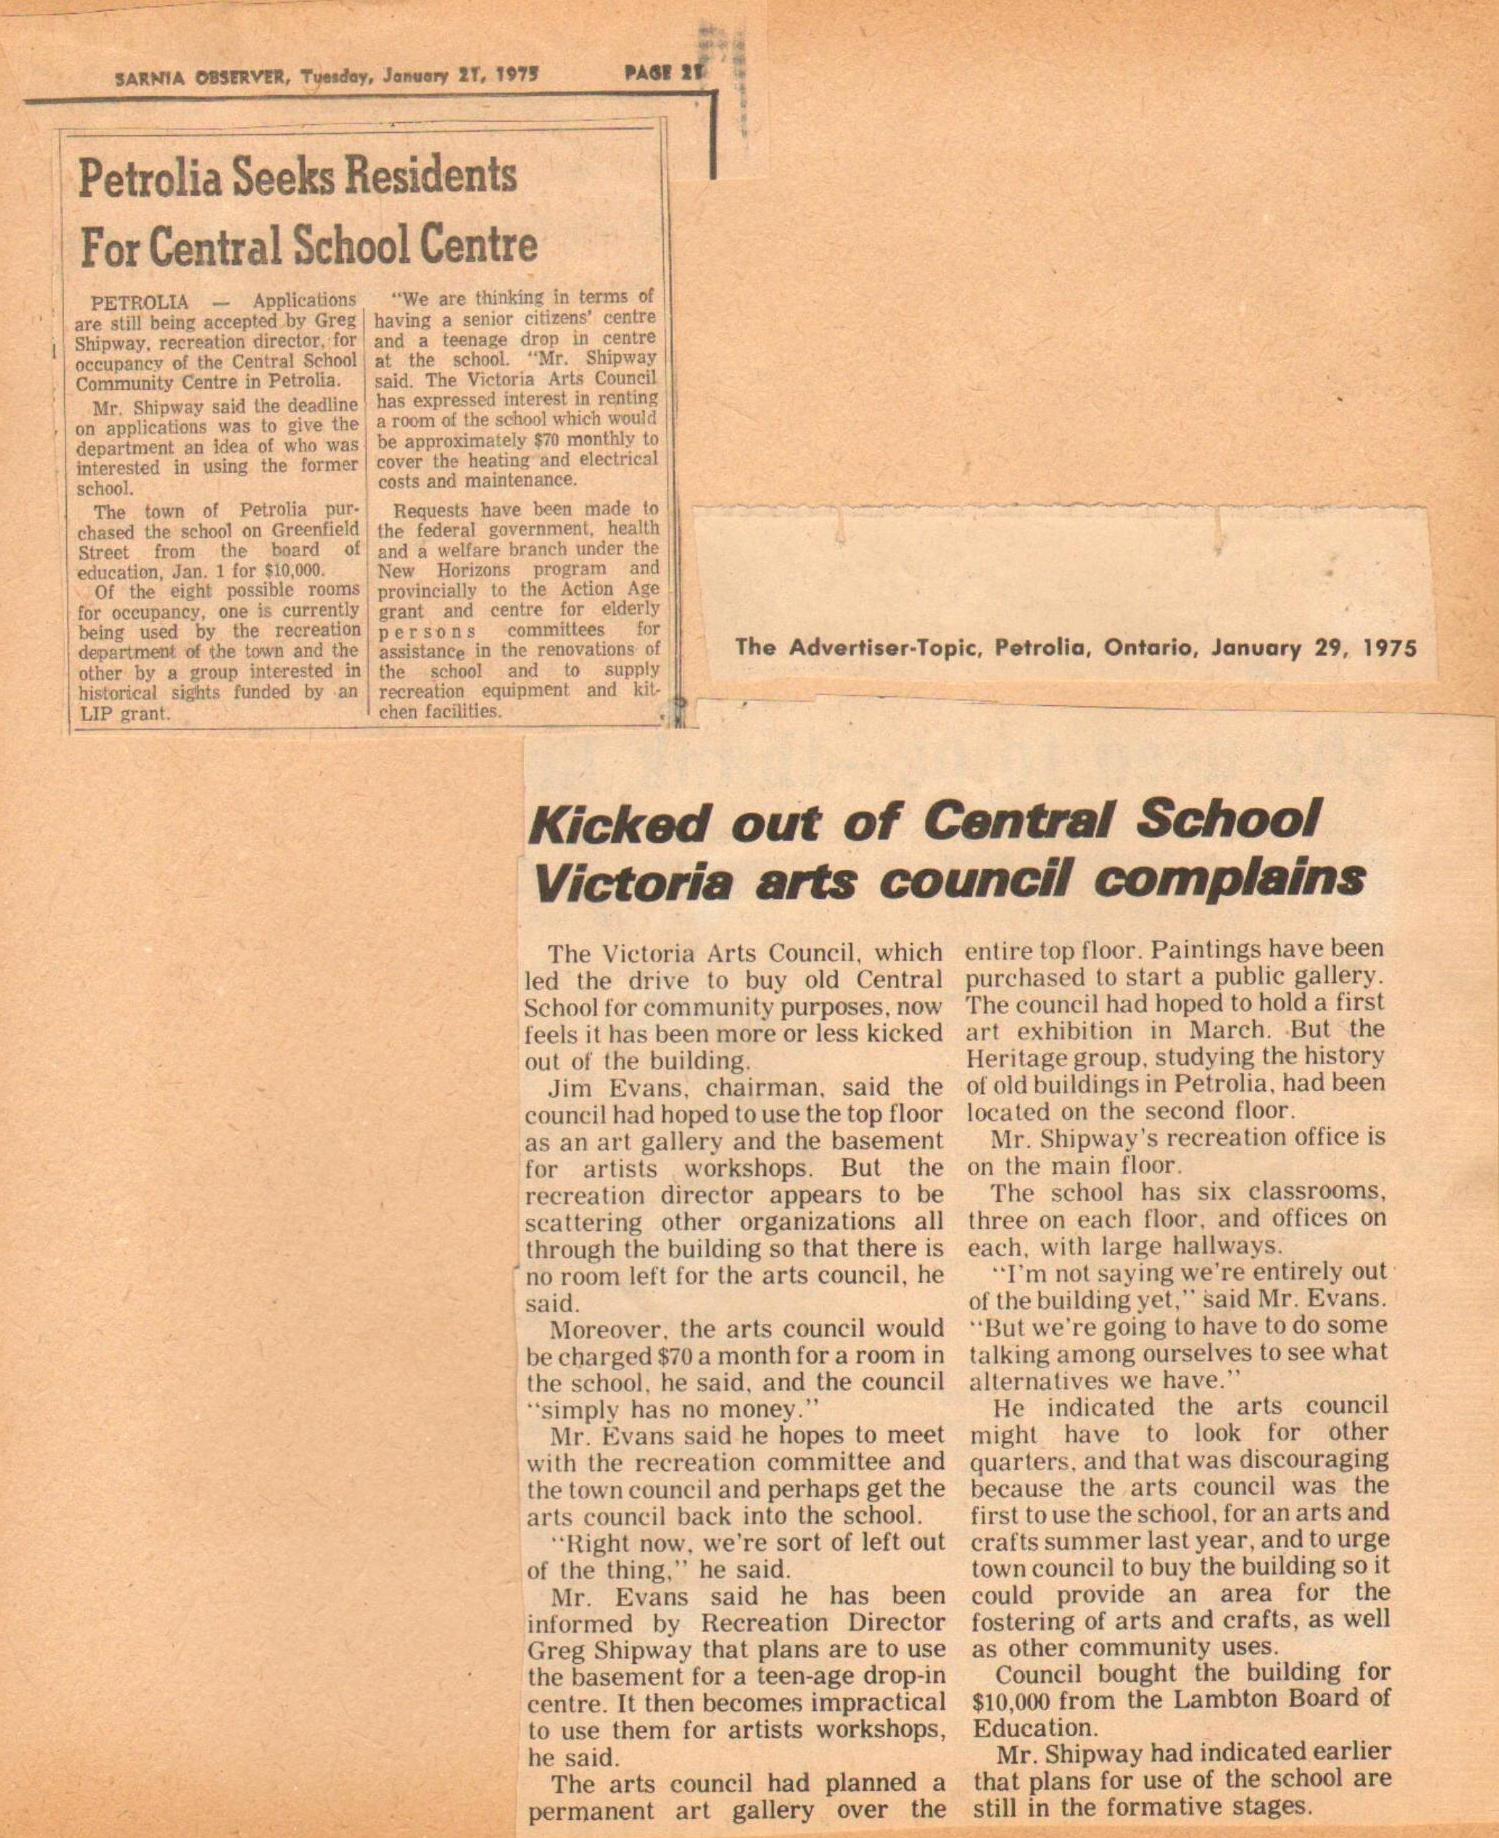 SARNIA OBSERVER, Tuesday, January 21, 1975 PAGE 21
Petrolia Seeks Residents
For Central School Centre
PETROLIA — Applications
are still being accepted by Greg
Shipway, recreation director, for
occupancy of the Central School
Community Centre in Petrolia.
Mr. Shipway said the deadline
on applications was to give the
department an idea of who was
interested in using the former
school.
The town of Petrolia pur-
chased the school on Greenfield
Street from the board of
education, Jan. 1 for $10,000.
Of the eight possible rooms
for occupancy, one is currently
being used by the recreation
department of the town and the
other by a group interested in
historical sights funded by an
LIP grant.
"We are thinking in terms of
having a senior citizens' centre
and a teenage drop in centre
at the school. "Mr. Shipway
said. The Victoria Arts Council
has expressed interest in renting
a room of the school which would
be approximately $70 monthly to
cover the heating and electrical
costs and maintenance.
Requests have been made to
the federal government, health
and a welfare branch under the
New Horizons program and
provincially to the Action Age
grant and centre for elderly
persons committees for
assistance in the renovations of
the school and to supply
recreation equipment and kit-
chen facilities.
The Advertiser-Topic, Petrolia, Ontario, January 29, 1975
Kicked out of Central School
Victoria arts council complains
The Victoria Arts Council, which
led the drive to buy old Central
School for community purposes, now
feels it has been more or less kicked
out of the building.
Jim Evans, chairman, said the
council had hoped to use the top floor
as an art gallery and the basement
for artists workshops. But the
recreation director appears to be
scattering other organizations all
through the building so that there is
no room left for the arts council, he
said.
Moreover, the arts council would
be charged $70 a month for a room in
the school, he said, and the council
"simply has no money."
Mr. Evans said he hopes to meet
with the recreation committee and
the town council and perhaps get the
arts council back into the school.
"Right now, we're sort of left out
of the thing," he said.
Mr. Evans said he has been
informed by Recreation Director
Greg Shipway that plans are to use
the basement for a teen-age drop-in
centre. It then becomes impractical
to use them for artists workshops,
he said.
The arts council had planned a
permanent art gallery over the
entire top floor. Paintings have been
purchased to start a public gallery.
The council had hoped to hold a first
art exhibition in March. But the
Heritage group, studying the history
of old buildings in Petrolia, had been
located on the second floor.
Mr. Shipway's recreation office is
on the main floor.
The school has six classrooms,
three on each floor, and offices on
each, with large hallways.
"I'm not saying we're entirely out
of the building yet," said Mr. Evans.
"But we're going to have to do some
talking among ourselves to see what
alternatives we have."
He indicated the arts council
might have to look for other
quarters, and that was discouraging
because the arts council was the
first to use the school, for an arts and
crafts summer last year, and to urge
town council to buy the building so it
could provide an area for the
fostering of arts and crafts, as well
as other community uses.
Council bought the building for
$10,000 from the Lambton Board of
Education.
Mr. Shipway had indicated earlier
that plans for use of the school are
still in the formative stages.